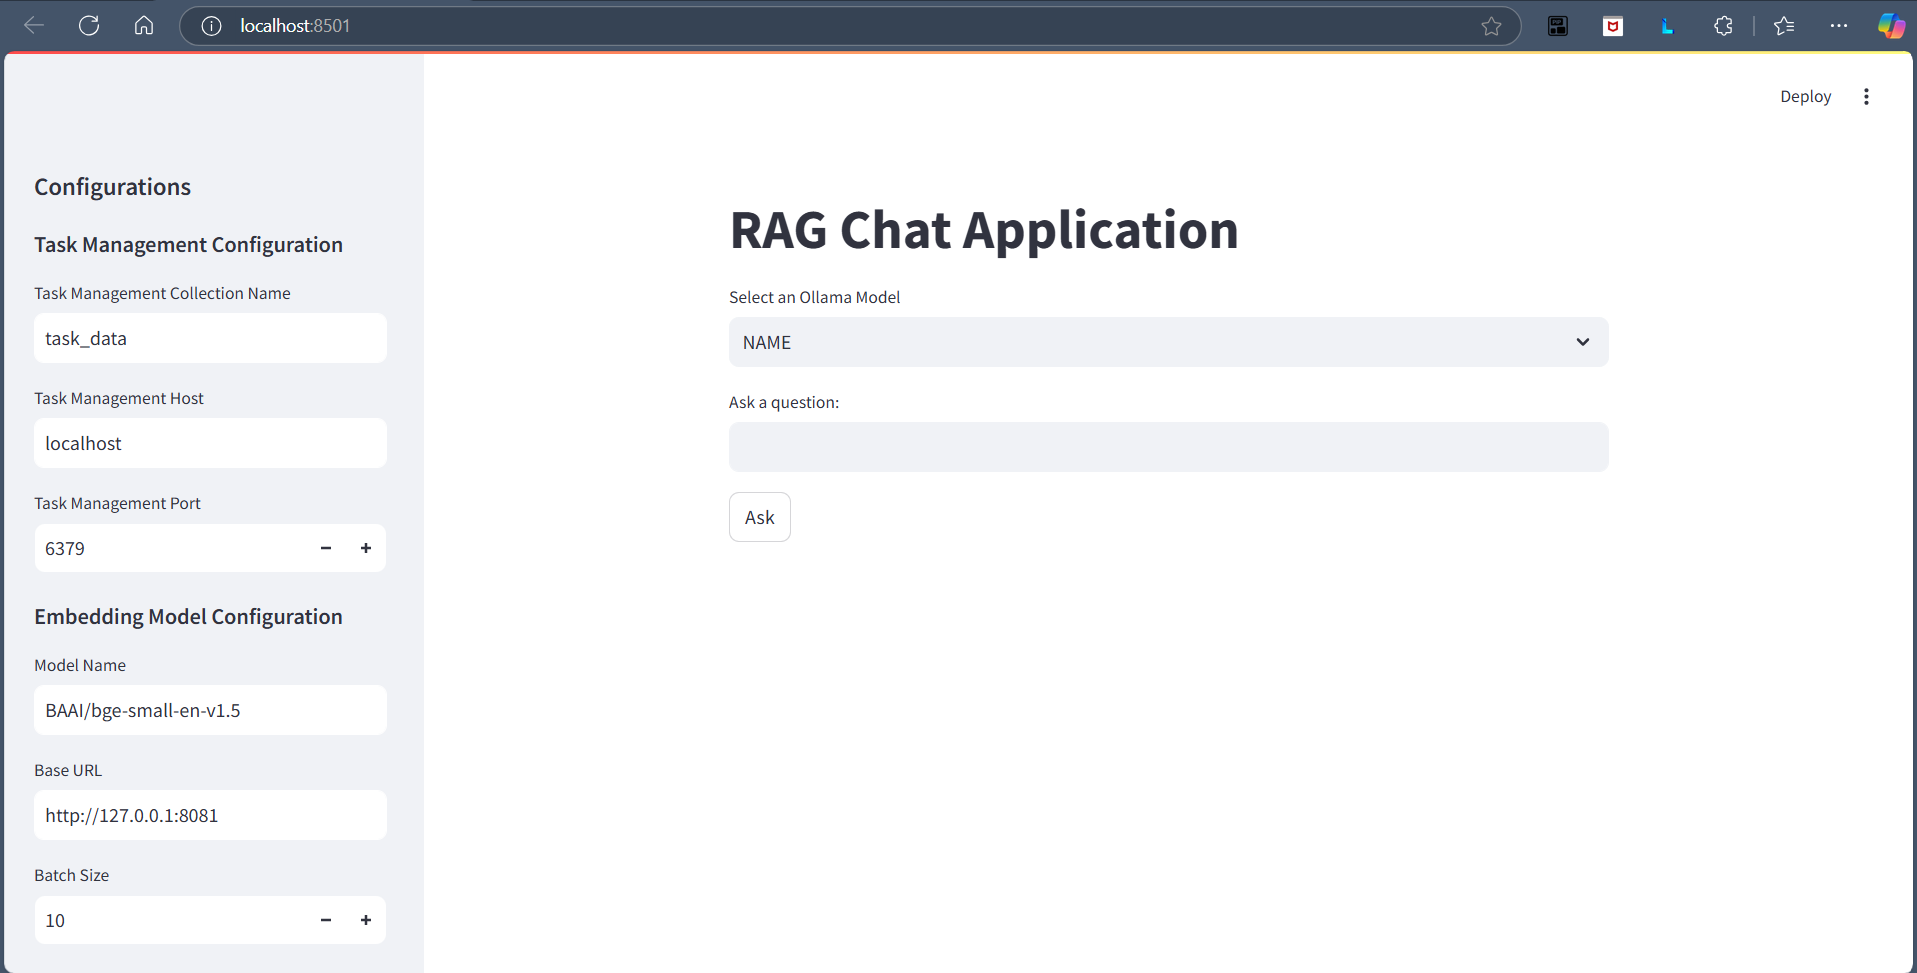 localhost:8501
Deploy
Configurations
Task Management Configuration
Task Management Collection Name
task_data
Task Management Host
localhost
Task Management Port
6379
Embedding Model Configuration
Model Name
BAAI/bge-small-en-v1.5
Base URL
http://127.0.0.1:8081
Batch Size
10
RAG Chat Application
Select an Ollama Model
NAME
Ask a question:
Ask